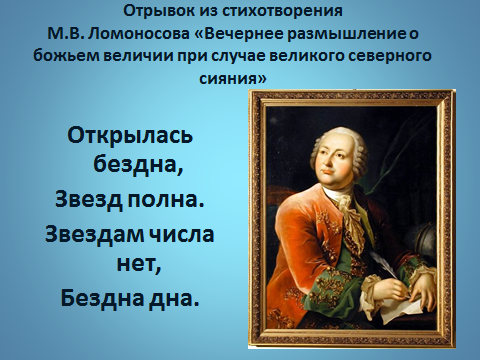 Отрывок из стихотворения
М.В. Ломоносова «Вечернее размышление о
божьем величии при случае великого северного
сияния»
Открылась
бездна,
Звезд полна.
Звездам числа
нет,
Бездна дна.